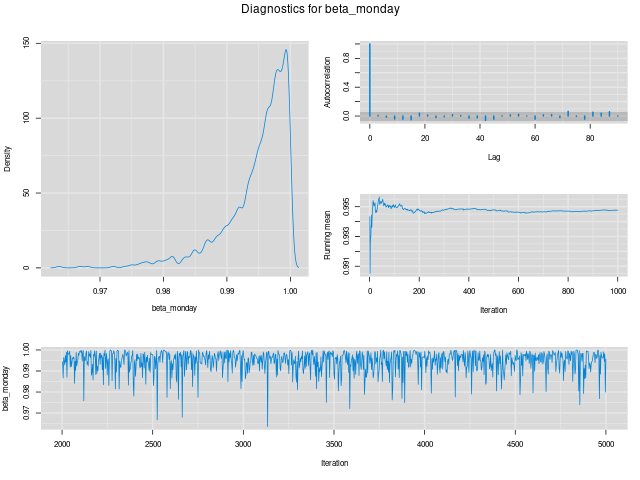 Diagnostics for beta_monday
Density
150
100
50
0
0.97 0.98 0.99 1.00
beta_monday
Autocorrelation
0.8
0.4
0.0
0 20 40 60 80
Lag
Running mean
0.995
0.993
0.991
0 200 400 600 800 1000
Iteration
beta_monday
1.00
0.99
0.98
0.97
2000 2500 3000 3500 4000 4500 5000
Iteration